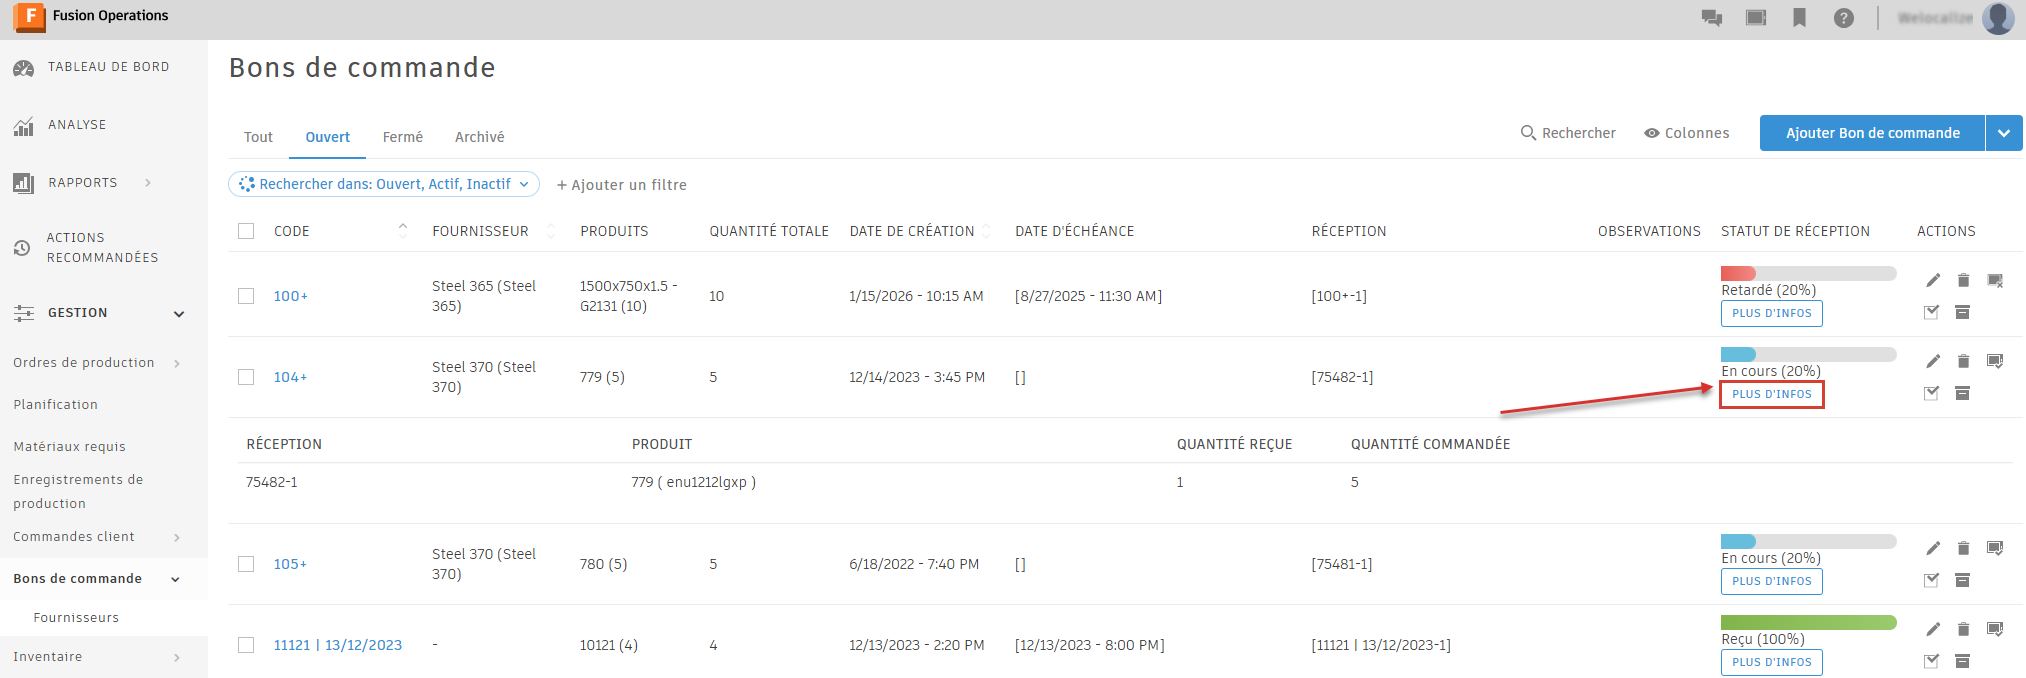 F Fusion Operations
?
TABLEAU DE BORD
ANALYSE
RAPPORTS
ACTIONS
RECOMMANDÉES
GESTION
Ordres de production
Planification
Matériaux requis
Enregistrements de
production
Commandes client
Bons de commande
Fournisseurs
Inventaire
Bons de commande
Tout Ouvert Fermé Archivé
Rechercher Colonnes Ajouter Bon de commande
Rechercher dans: Ouvert, Actif, Inactif + Ajouter un filtre
CODE FOURNISSEUR PRODUITS QUANTITÉ TOTALE DATE DE CRÉATION DATE D'ÉCHÉANCE RÉCEPTION OBSERVATIONS STATUT DE RÉCEPTION ACTIONS
100+ Steel 365 (Steel 1500x750x1.5 - 10 1/15/2026 - 10:15 AM [8/27/2025 - 11:30 AM] [100+-1] Retardé (20%)
365) G2131 (10) PLUS D'INFOS
104+ Steel 370 (Steel 779 (5) 5 12/14/2023 - 3:45 PM [] [75482-1] En cours (20%)
370) PLUS D'INFOS
RÉCEPTION PRODUIT QUANTITÉ REÇUE QUANTITÉ COMMANDÉE
75482-1 779 ( enu1212lgxp ) 1 5
105+ Steel 370 (Steel 780 (5) 5 6/18/2022 - 7:40 PM [] [75481-1] En cours (20%)
370) PLUS D'INFOS
11121 | 13/12/2023 - 10121 (4) 4 12/13/2023 - 2:20 PM [12/13/2023 - 8:00 PM] [11121 | 13/12/2023-1] Reçu (100%)
PLUS D'INFOS